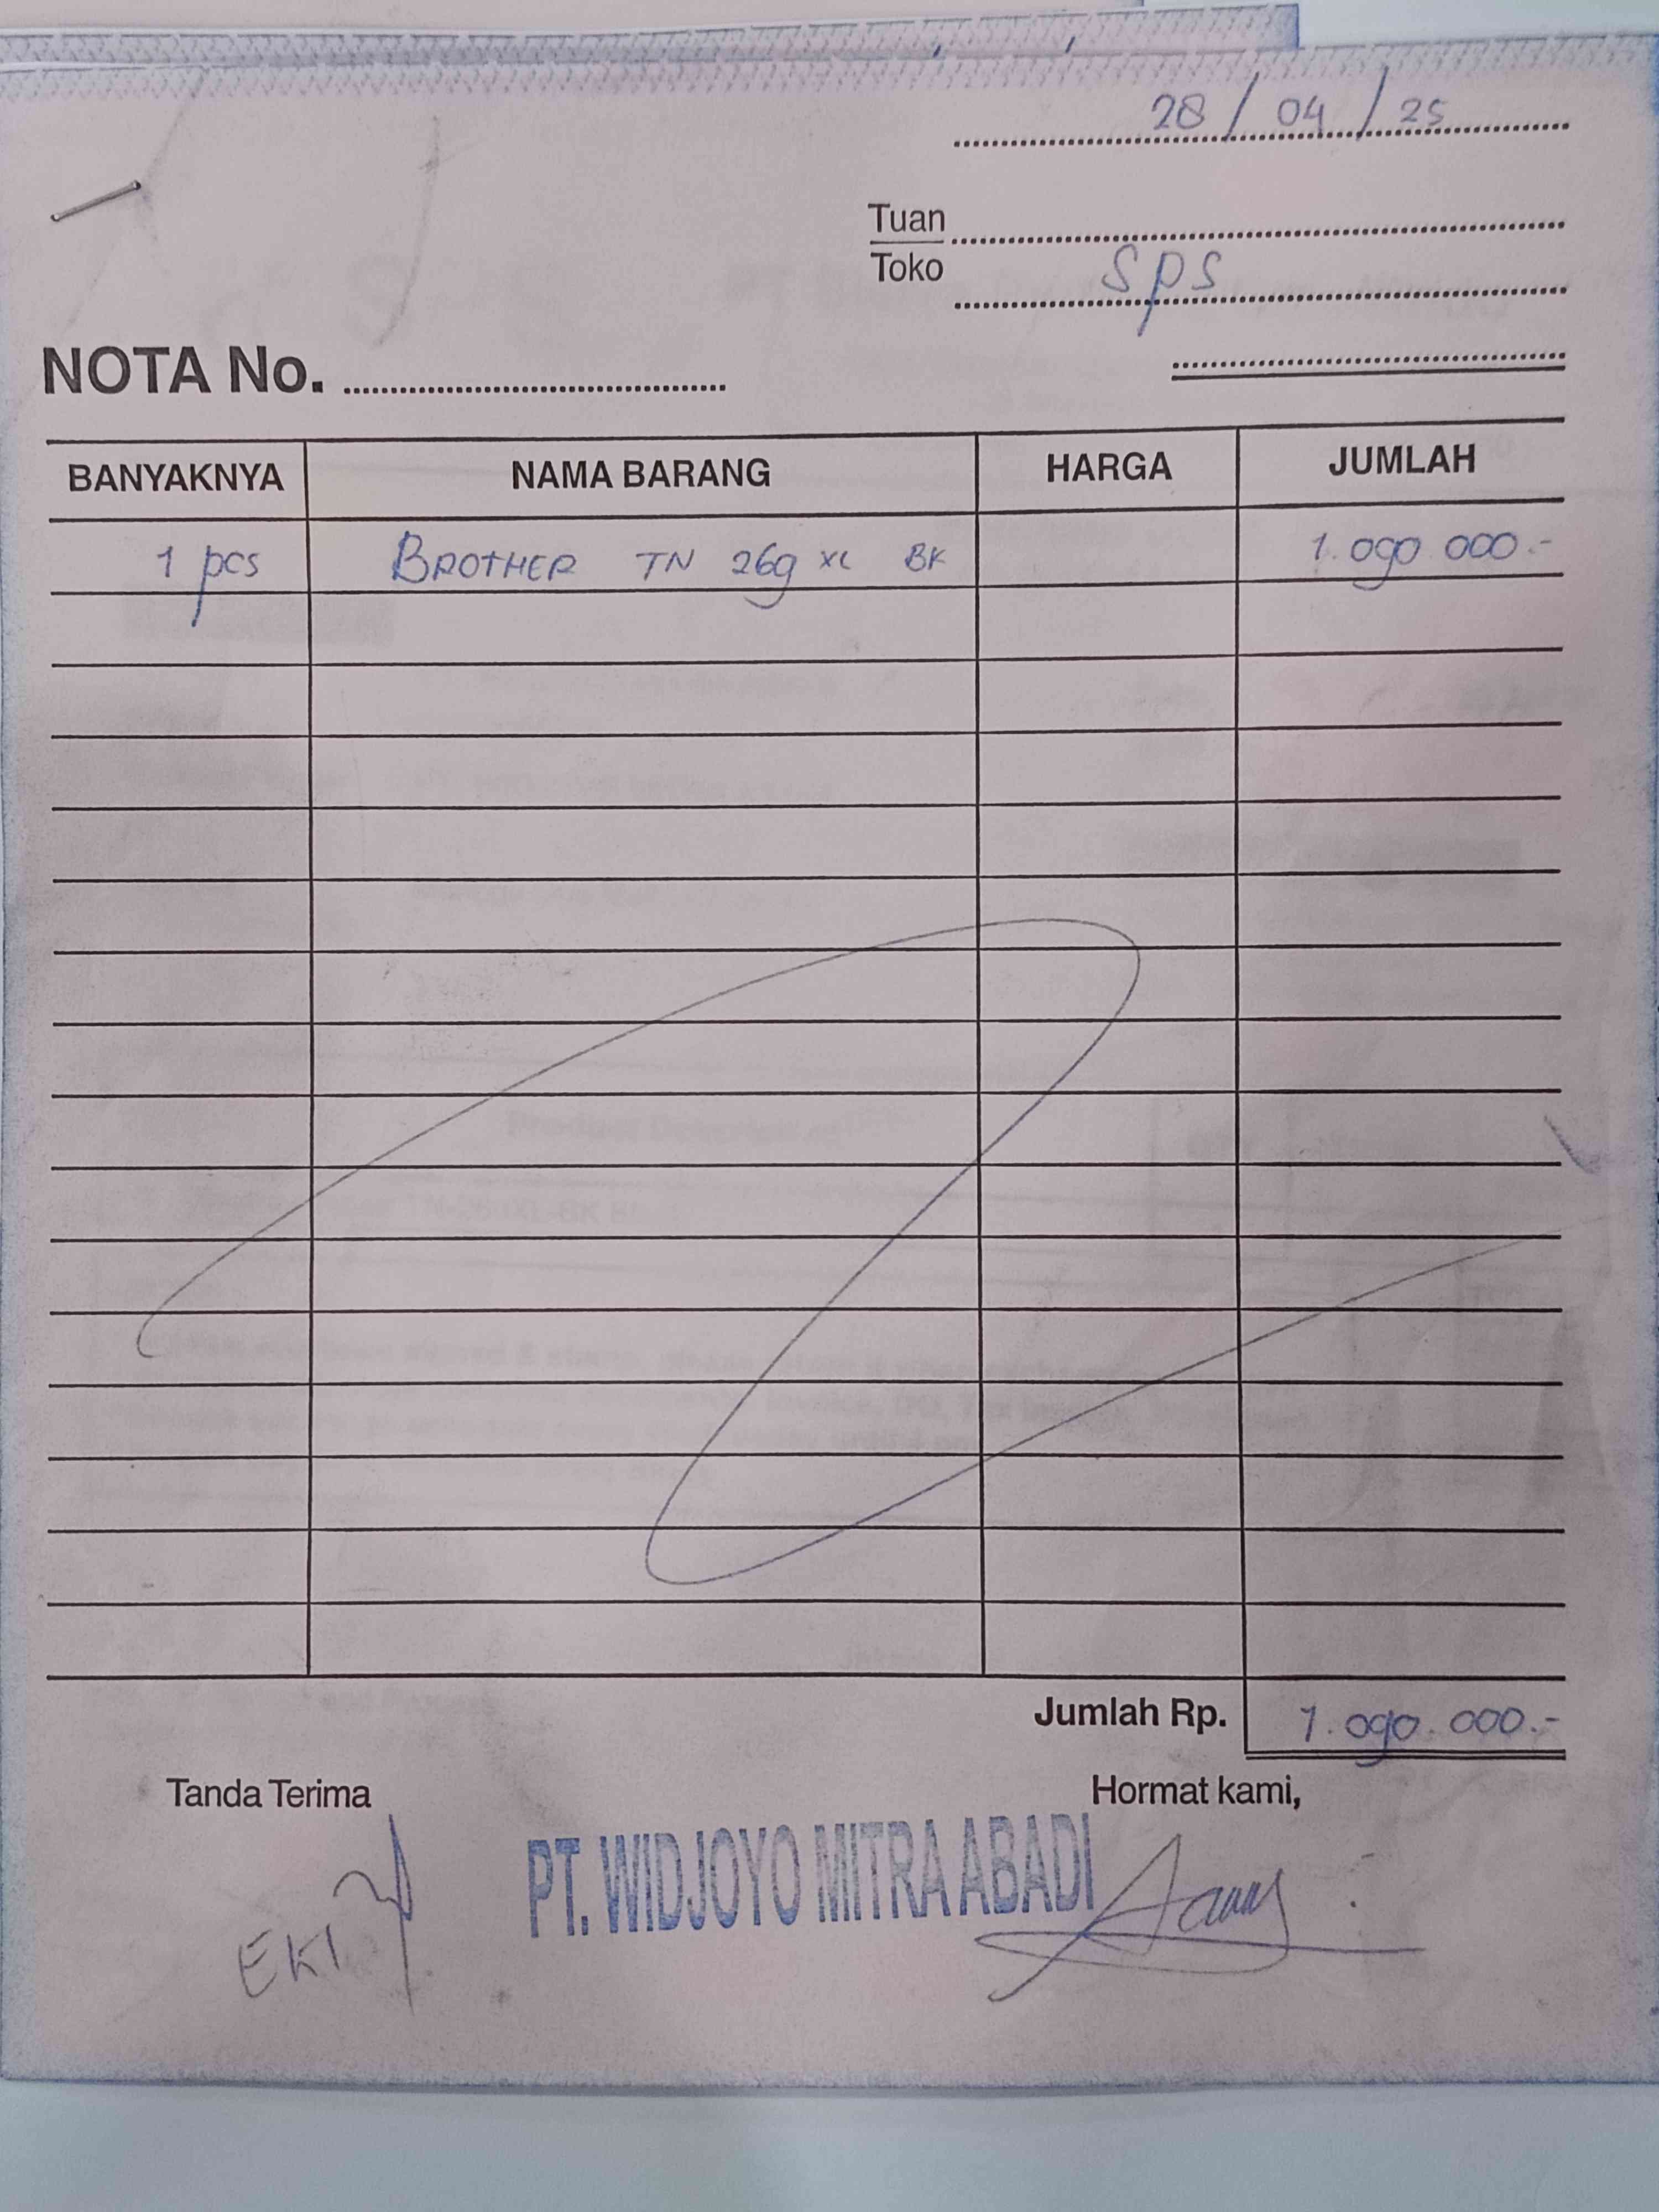 28 / 04 / 25
Tuan
Toko SPS
NOTA No.
BANYAKNYA NAMA BARANG HARGA JUMLAH
1 pcs BROTHER TN 269 XL BK 1.090.000.-
Jumlah Rp. 1.090.000.-
Tanda Terima Hormat kami,
PT. WIDJOYO MITRA ABADI
EKI